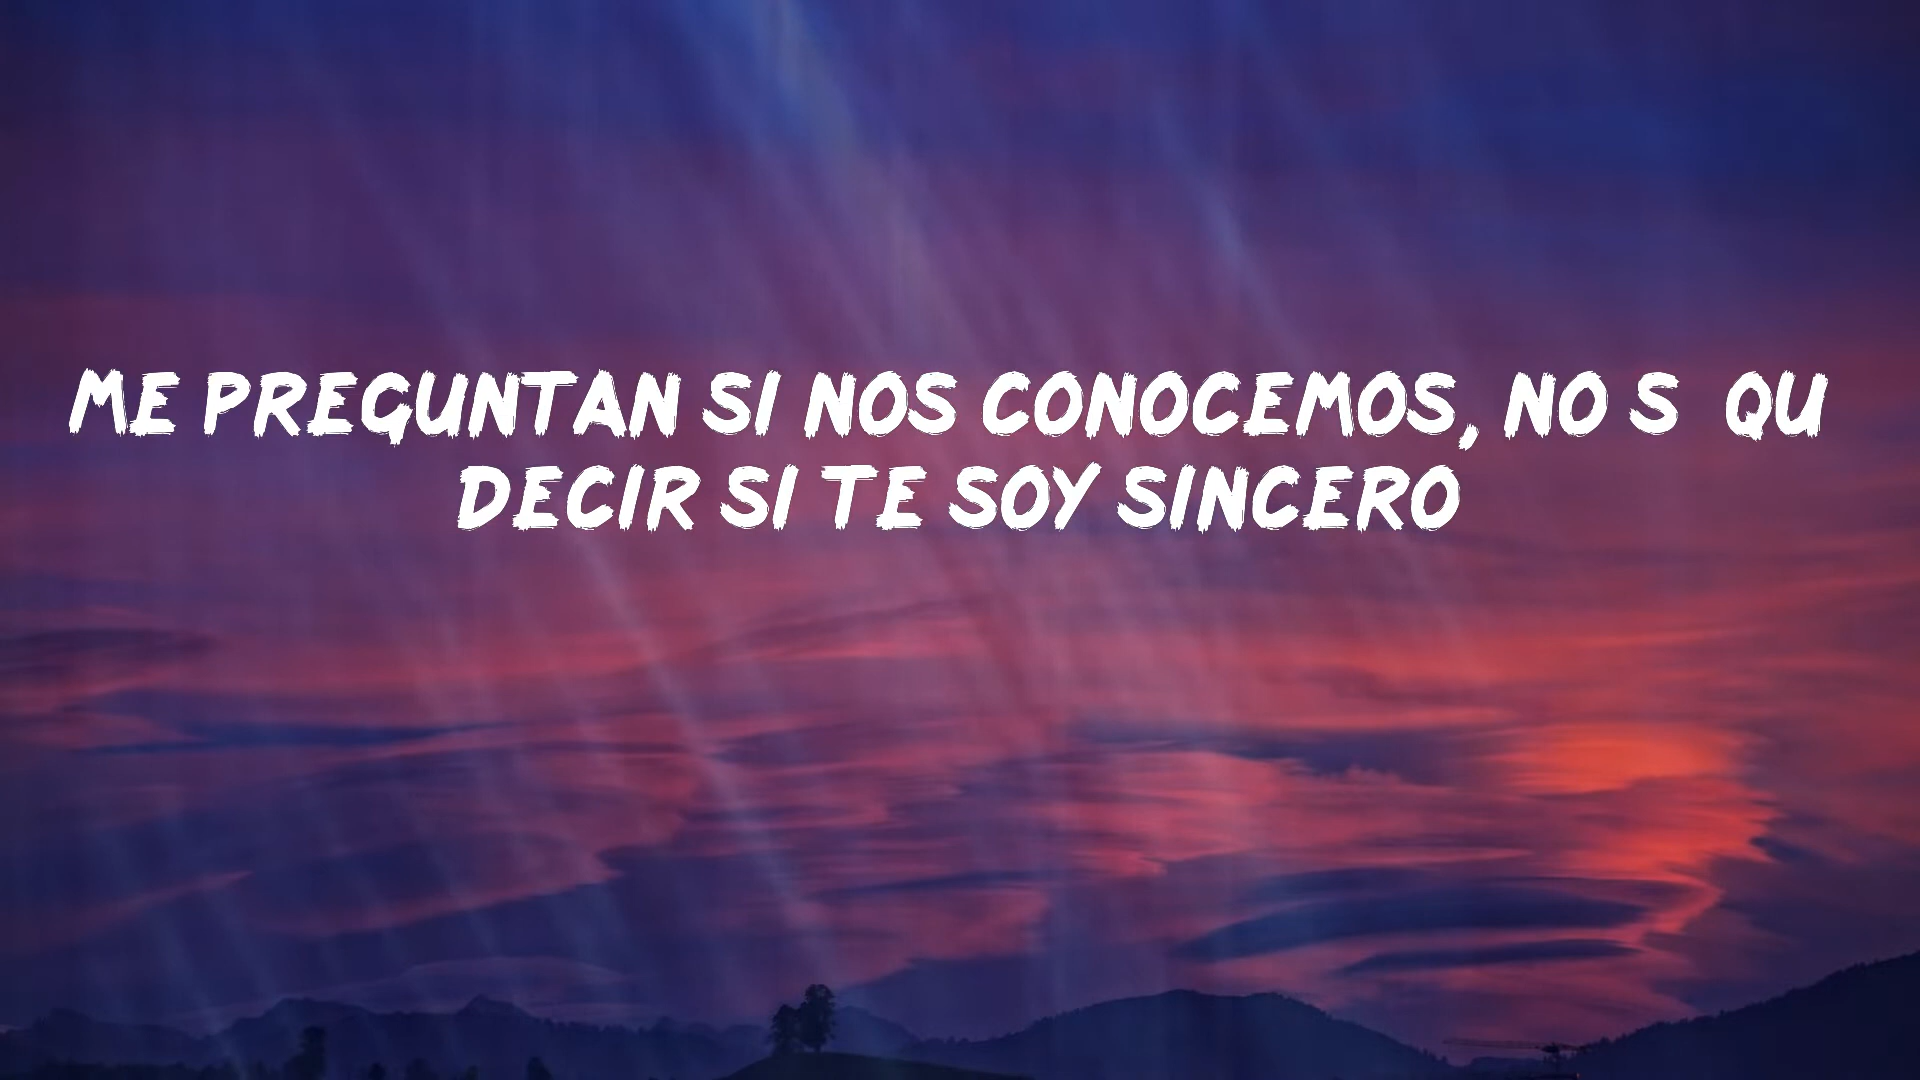 ME PREGUNTAN SI NOS CONOCEMOS, NO S QU
DECIR SI TE SOY SINCERO